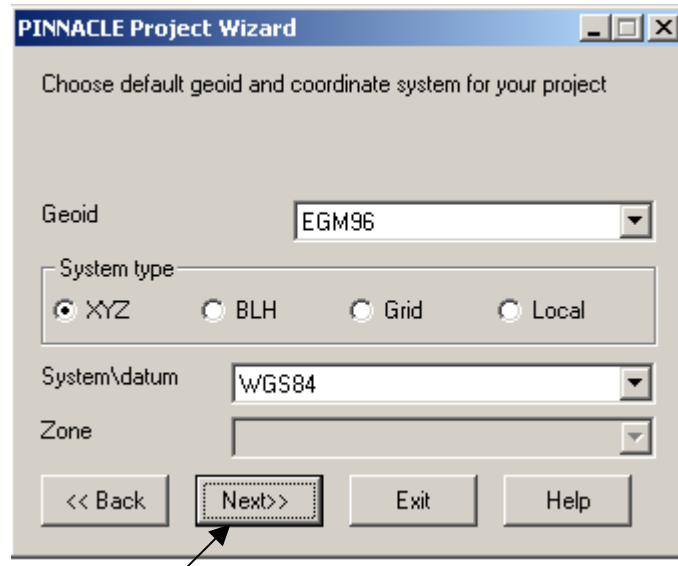 PINNACLE Project Wizard
Choose default geoid and coordinate system for your project
Geoid EGM96
System type
XYZ BLH Grid Local
System\datum WGS84
Zone
<< Back Next>> Exit Help